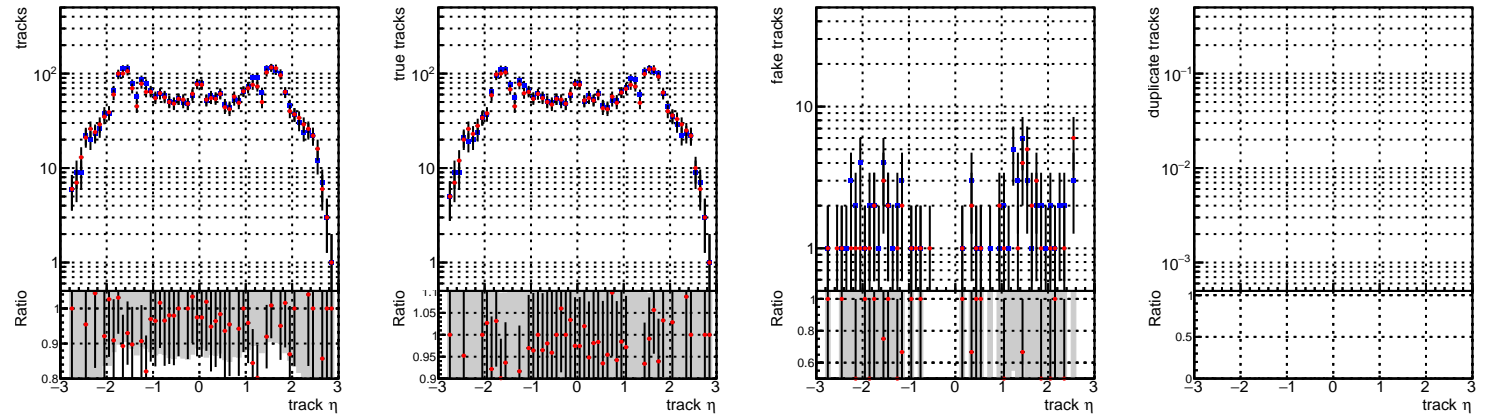 tracks
10²
10
1
Ratio
1
0.9
0.8
−3 −2 −1 0 1 2 3
track η
true tracks
10²
10
1
Ratio
1.1
1.05
1
0.95
0.9
−3 −2 −1 0 1 2 3
track η
fake tracks
10
1
Ratio
1
0.8
0.6
−3 −2 −1 0 1 2 3
track η
duplicate tracks
10⁻¹
10⁻²
10⁻³
Ratio
1
0.5
0
−3 −2 −1 0 1 2 3
track η